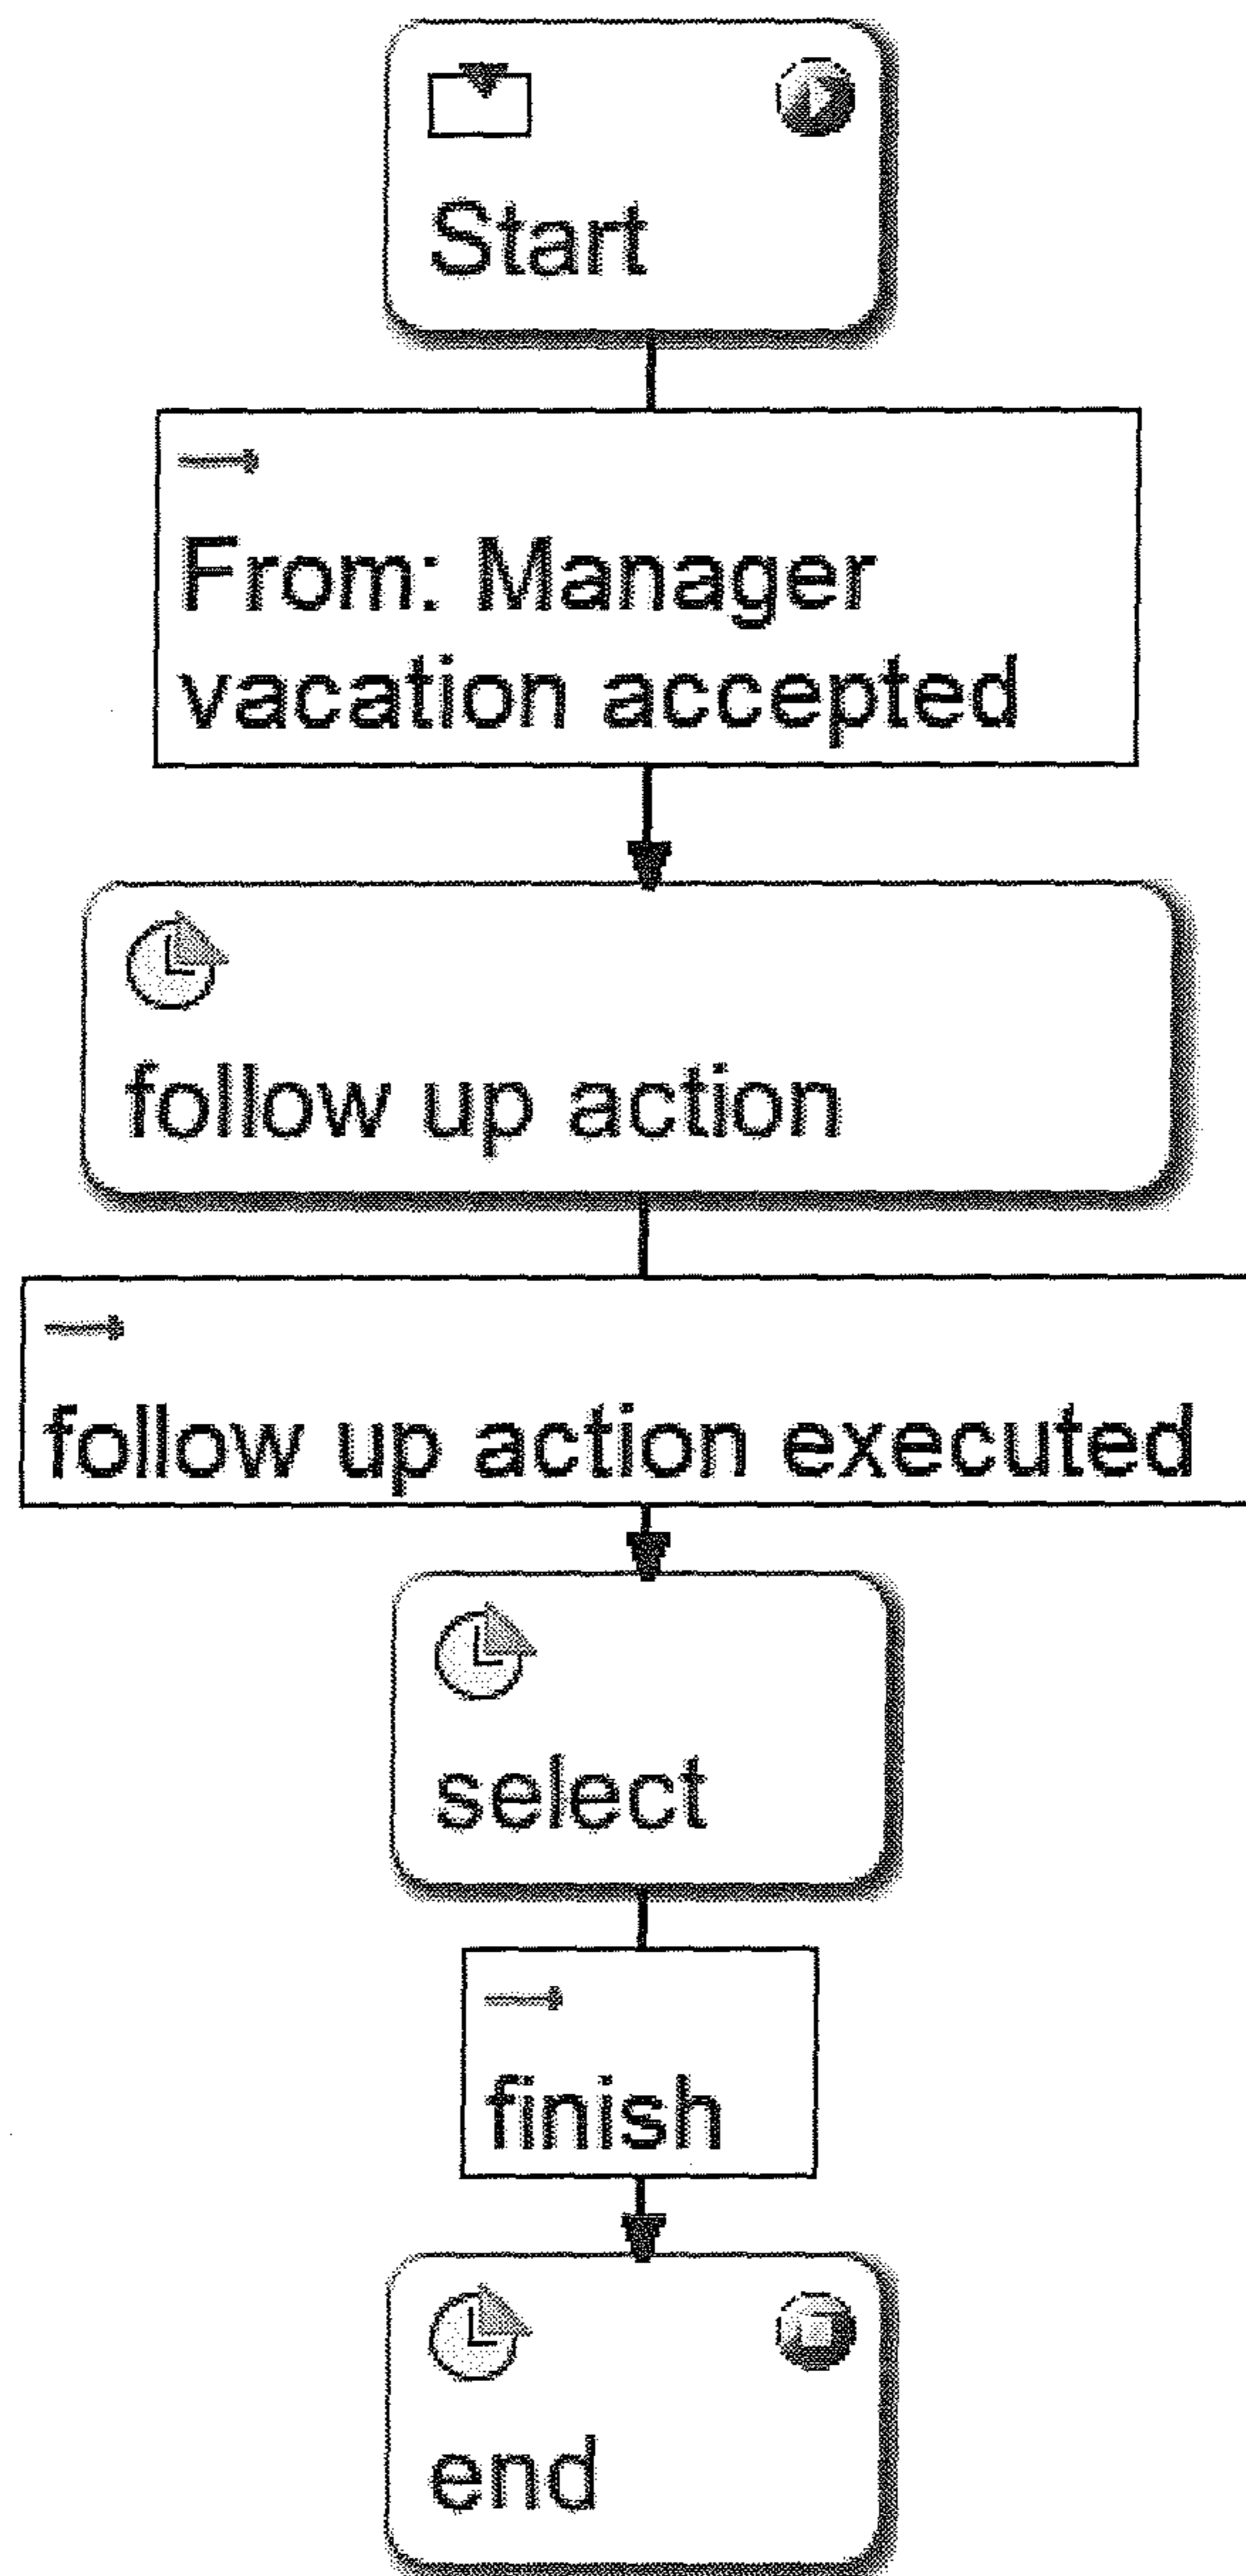 Start
From: Manager
vacation accepted
follow up action
follow up action executed
select
finish
end